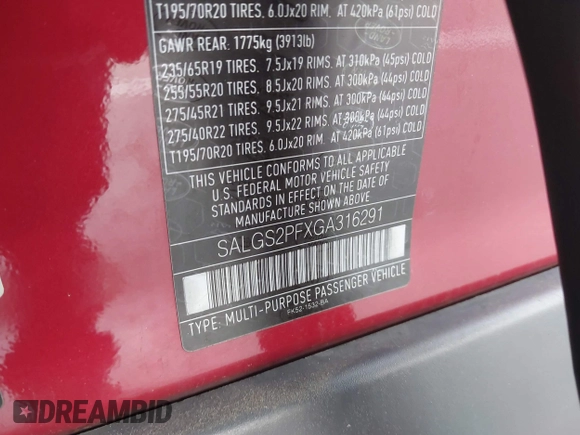 T195/70R20 TIRES. 6.0Jx20 RIM. AT 420kPa (61psi) COLD
GAWR REAR: 1775kg (3913lb)
235/65R19 TIRES. 7.5Jx19 RIMS. AT 310kPa (45psi) COLD
255/55R20 TIRES. 8.5Jx20 RIMS. AT 300kPa (44psi) COLD
275/45R21 TIRES. 9.5Jx21 RIMS. AT 300kPa (44psi) COLD
275/40R22 TIRES. 9.5Jx22 RIMS. AT 300kPa (44psi) COLD
T195/70R20 TIRES. 6.0Jx20 RIM. AT 420kPa (61psi) COLD
THIS VEHICLE CONFORMS TO ALL APPLICABLE
U.S. FEDERAL MOTOR VEHICLE SAFETY
STANDARDS IN EFFECT ON THE DATE OF
MANUFACTURE SHOWN ABOVE.
SALGS2PFXGA316291
TYPE: MULTI-PURPOSE PASSENGER VEHICLE
FK52-1532-BA
DREAMBID